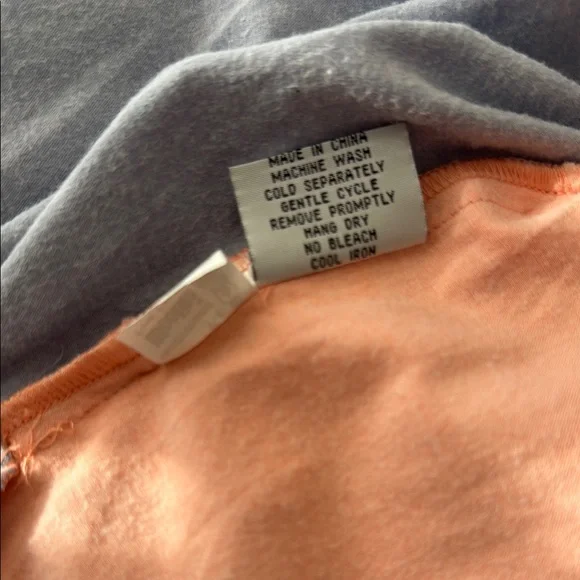 MADE IN CHINA
MACHINE WASH
COLD SEPARATELY
GENTLE CYCLE
REMOVE PROMPTLY
HANG DRY
NO BLEACH
COOL IRON